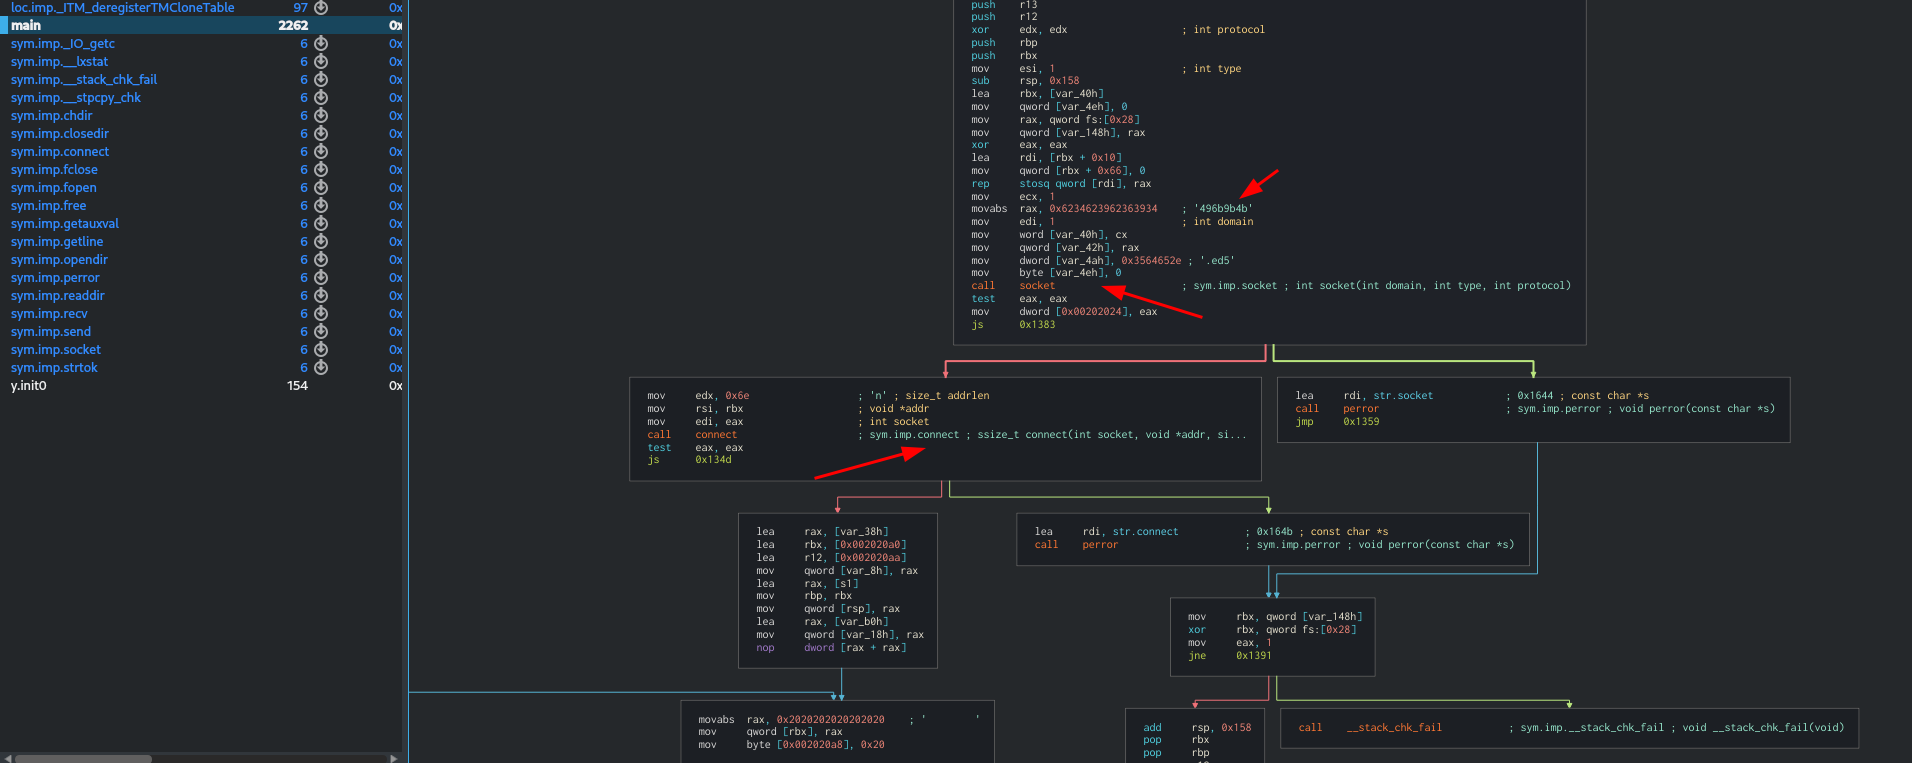 loc.imp._ITM_deregisterTMCloneTable 97 0x
main 2262 0x
sym.imp._IO_getc 6 0x
sym.imp.__lxstat 6 0x
sym.imp.__stack_chk_fail 6 0x
sym.imp.__stpcpy_chk 6 0x
sym.imp.chdir 6 0x
sym.imp.closedir 6 0x
sym.imp.connect 6 0x
sym.imp.fclose 6 0x
sym.imp.fopen 6 0x
sym.imp.free 6 0x
sym.imp.getauxval 6 0x
sym.imp.getline 6 0x
sym.imp.opendir 6 0x
sym.imp.perror 6 0x
sym.imp.readdir 6 0x
sym.imp.recv 6 0x
sym.imp.send 6 0x
sym.imp.socket 6 0x
sym.imp.strtok 6 0x
y.init0 154 0x
push r13
push r12
xor edx, edx ; int protocol
push rbp
push rbx
mov esi, 1 ; int type
sub rsp, 0x158
lea rbx, [var_40h]
mov qword [var_4eh], 0
mov rax, qword fs:[0x28]
mov qword [var_148h], rax
xor eax, eax
lea rdi, [rbx + 0x10]
mov qword [rbx + 0x66], 0
rep stosq qword [rdi], rax
mov ecx, 1
movabs rax, 0x6234623962363934 ; '496b9b4b'
mov edi, 1 ; int domain
mov word [var_40h], cx
mov qword [var_42h], rax
mov dword [var_4ah], 0x3564652e ; '.ed5'
mov byte [var_4eh], 0
call socket ; sym.imp.socket ; int socket(int domain, int type, int protocol)
test eax, eax
mov dword [0x00202024], eax
js 0x1383
mov edx, 0x6e ; 'n' ; size_t addrlen
mov rsi, rbx ; void *addr
mov edi, eax ; int socket
call connect ; sym.imp.connect ; ssize_t connect(int socket, void *addr, si...
test eax, eax
js 0x134d
lea rdi, str.socket ; 0x1644 ; const char *s
call perror ; sym.imp.perror ; void perror(const char *s)
jmp 0x1359
lea rax, [var_38h]
lea rbx, [0x002020a0]
lea r12, [0x002020aa]
mov qword [var_8h], rax
lea rax, [s1]
mov rbp, rbx
mov qword [rsp], rax
lea rax, [var_b0h]
mov qword [var_18h], rax
nop dword [rax + rax]
lea rdi, str.connect ; 0x164b ; const char *s
call perror ; sym.imp.perror ; void perror(const char *s)
mov rbx, qword [var_148h]
xor rbx, qword fs:[0x28]
mov eax, 1
jne 0x1391
movabs rax, 0x2020202020202020 ; '        '
mov qword [rbx], rax
mov byte [0x002020a8], 0x20
add rsp, 0x158
pop rbx
pop rbp
call __stack_chk_fail ; sym.imp.__stack_chk_fail ; void __stack_chk_fail(void)